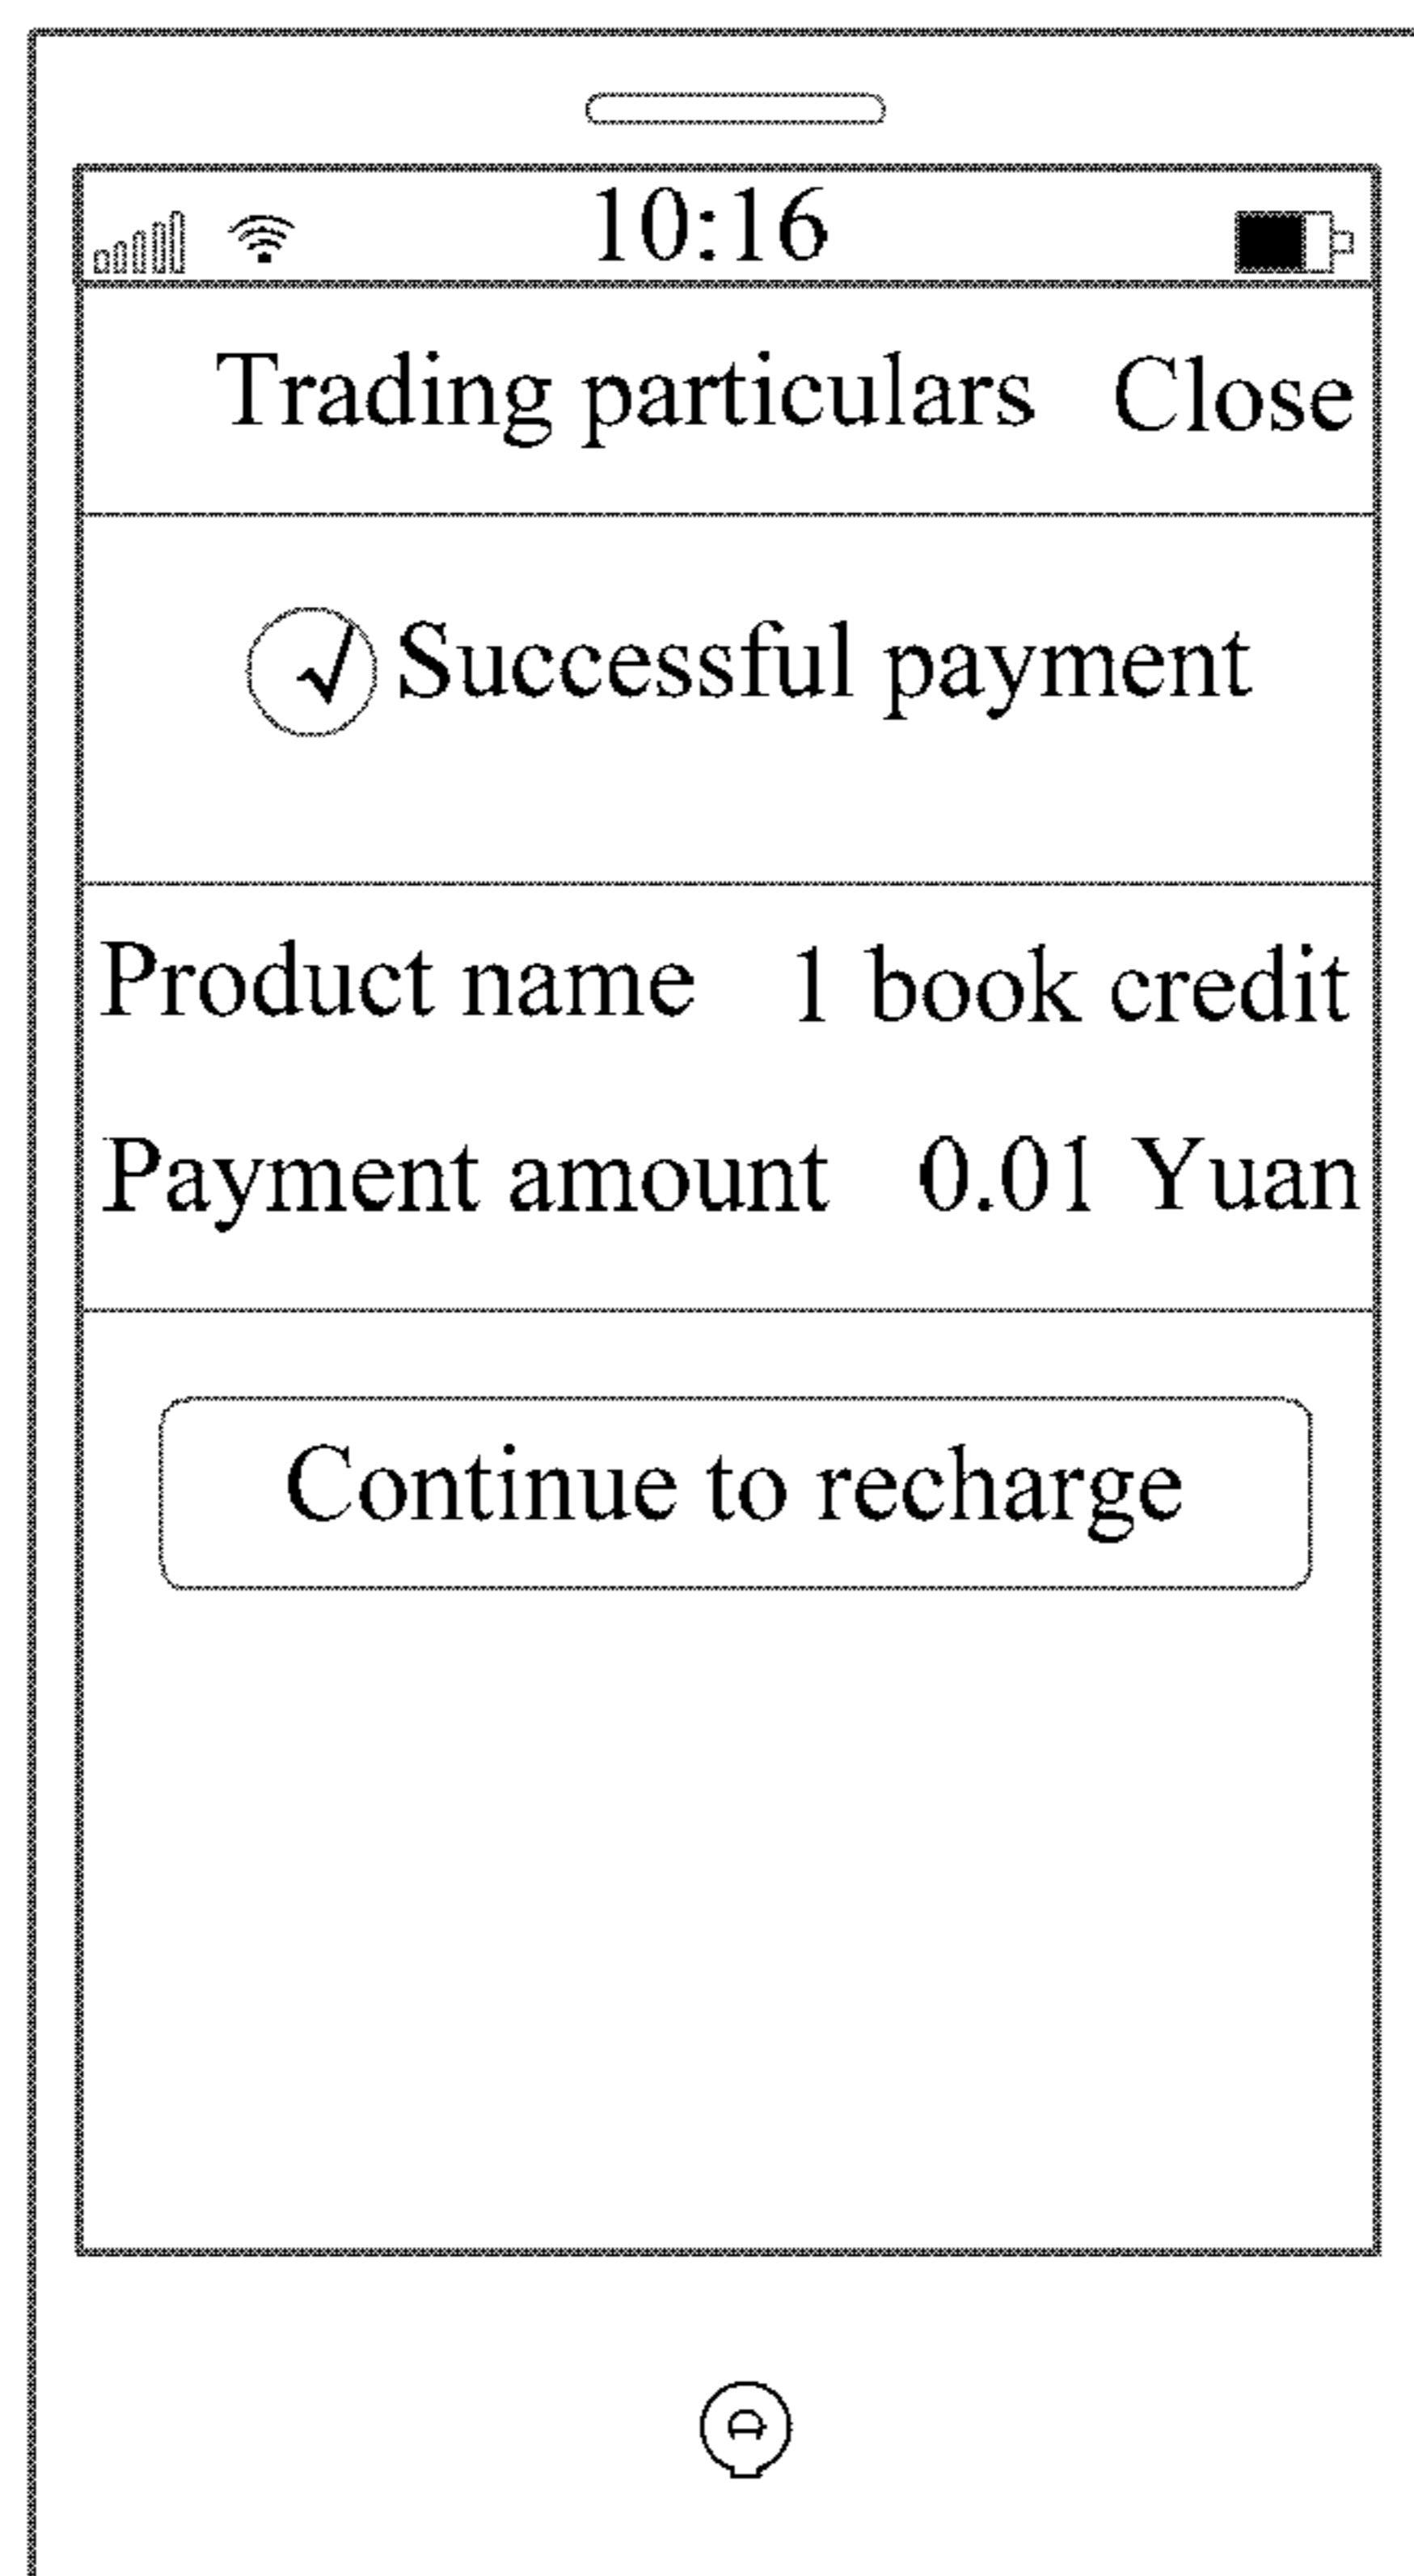 10:16
Trading particulars Close
Successful payment
Product name 1 book credit
Payment amount 0.01 Yuan
Continue to recharge